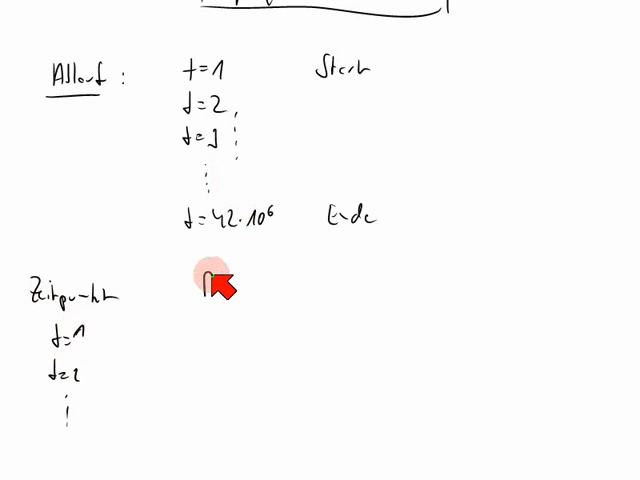 Ablauf : t=1 Start
t=2
t=3
⋮
t=42·10⁶ Ende
Zeitpunkt
t=1
t=2
⋮